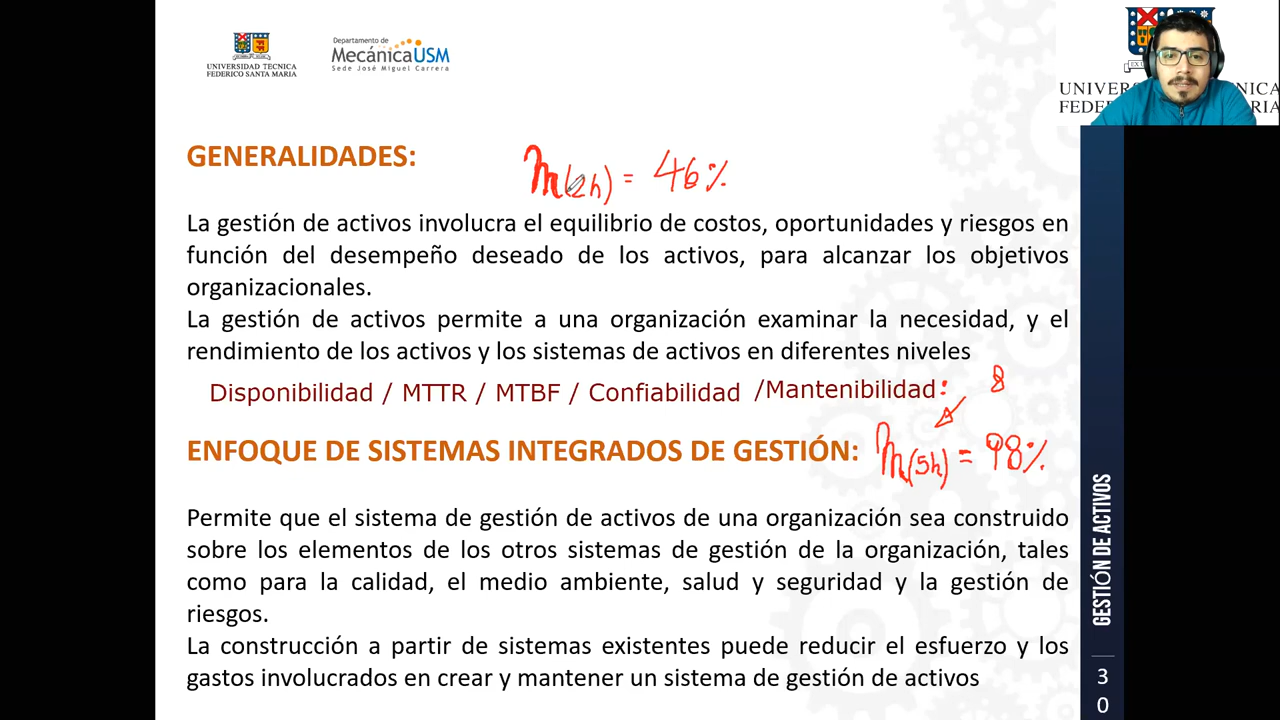 UNIVERSIDAD TECNICA
FEDERICO SANTA MARIA
Departamento de
MecánicaUSM
Sede José Miguel Carrera
UNIVER NICA
FEDE RIA
GENERALIDADES:
m(2h) = 46%
La gestión de activos involucra el equilibrio de costos, oportunidades y riesgos en
función del desempeño deseado de los activos, para alcanzar los objetivos
organizacionales.
La gestión de activos permite a una organización examinar la necesidad, y el
rendimiento de los activos y los sistemas de activos en diferentes niveles
Disponibilidad / MTTR / MTBF / Confiabilidad /Mantenibilidad: 8
ENFOQUE DE SISTEMAS INTEGRADOS DE GESTIÓN: m(5h) = 98%
Permite que el sistema de gestión de activos de una organización sea construido
sobre los elementos de los otros sistemas de gestión de la organización, tales
como para la calidad, el medio ambiente, salud y seguridad y la gestión de
riesgos.
La construcción a partir de sistemas existentes puede reducir el esfuerzo y los
gastos involucrados en crear y mantener un sistema de gestión de activos
GESTIÓN DE ACTIVOS
3
0